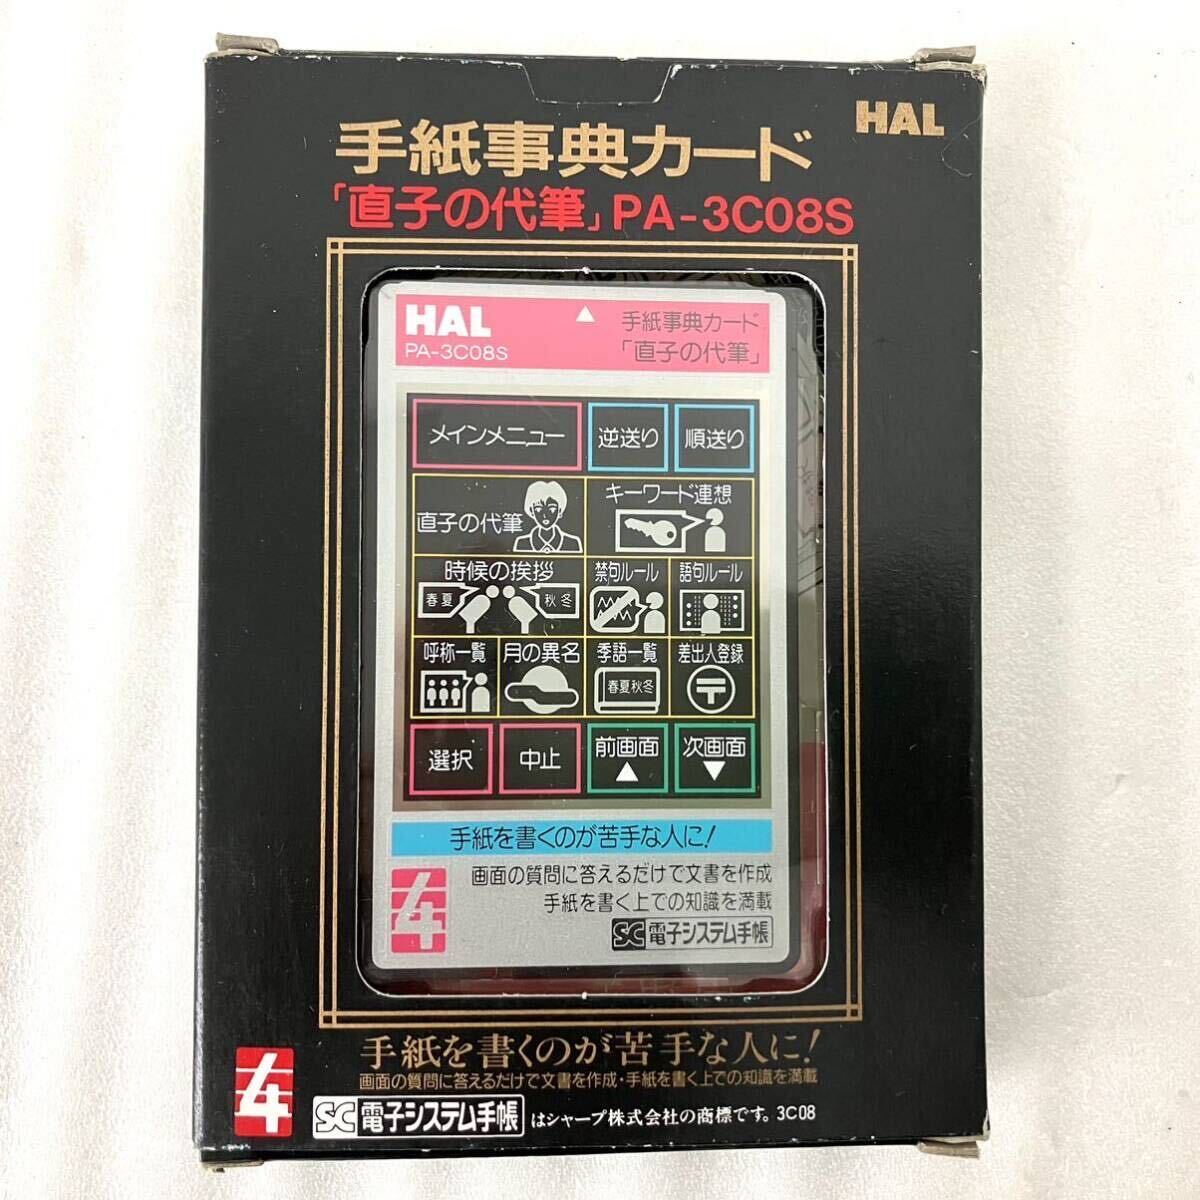 HAL
手紙事典カード
「直子の代筆」PA-3C08S
HAL
PA-3C08S
手紙事典カード
「直子の代筆」
メインメニュー
逆送り
順送り
直子の代筆
キーワード連想
時候の挨拶
春夏
秋冬
禁句ルール
語句ルール
呼称一覧
月の異名
季語一覧
春夏秋冬
差出人登録
〒
選択
中止
前画面
▲
次画面
▼
手紙を書くのが苦手な人に!
画面の質問に答えるだけで文書を作成
手紙を書く上での知識を満載
4
SC 電子システム手帳
手紙を書くのが苦手な人に!
画面の質問に答えるだけで文書を作成・手紙を書く上での知識を満載
4
SC 電子システム手帳 はシャープ株式会社の商標です。3C08